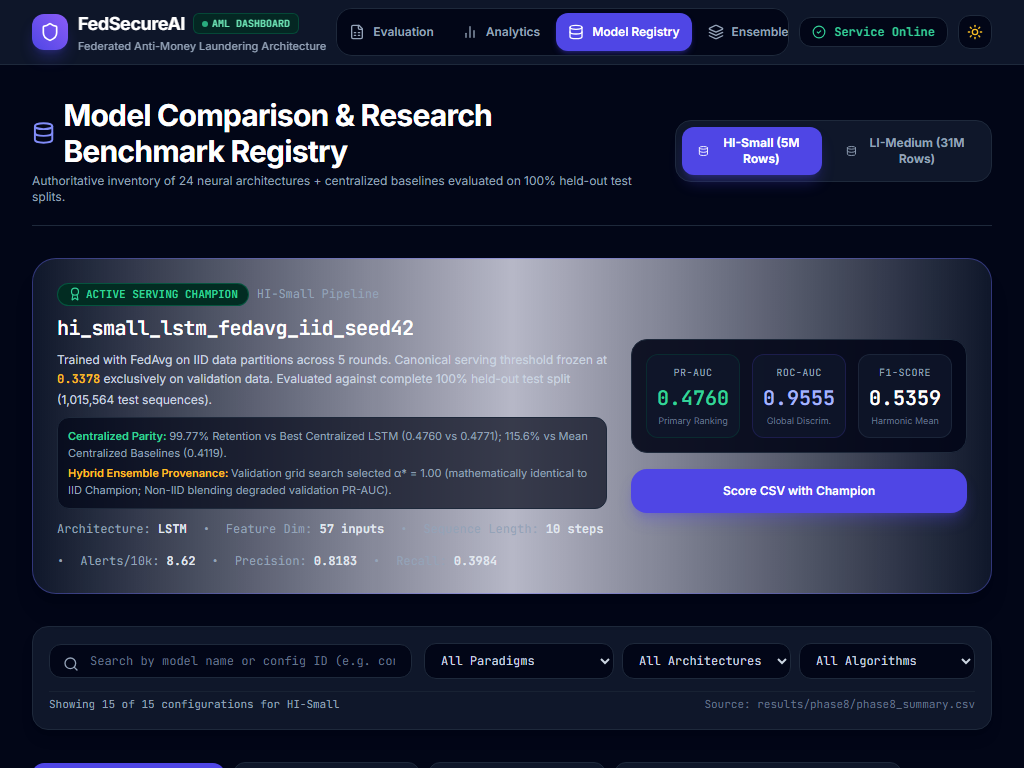 FedSecureAI
AML DASHBOARD
Federated Anti-Money Laundering Architecture
Evaluation
Analytics
Model Registry
Ensemble
Service Online
Model Comparison & Research
Benchmark Registry
Authoritative inventory of 24 neural architectures + centralized baselines evaluated on 100% held-out test
splits.
HI-Small (5M
Rows)
LI-Medium (31M
Rows)
ACTIVE SERVING CHAMPION
HI-Small Pipeline
hi_small_lstm_fedavg_iid_seed42
Trained with FedAvg on IID data partitions across 5 rounds. Canonical serving threshold frozen at
0.3378 exclusively on validation data. Evaluated against complete 100% held-out test split
(1,015,564 test sequences).
Centralized Parity: 99.77% Retention vs Best Centralized LSTM (0.4760 vs 0.4771); 115.6% vs Mean
Centralized Baselines (0.4119).
Hybrid Ensemble Provenance: Validation grid search selected α* = 1.00 (mathematically identical to
IID Champion; Non-IID blending degraded validation PR-AUC).
Architecture: LSTM • Feature Dim: 57 inputs • Length: 10 steps
• Alerts/10k: 8.62 • Precision: 0.8183 • 0.3984
PR-AUC
0.4760
Primary Ranking
ROC-AUC
0.9555
Global Discrim.
F1-SCORE
0.5359
Harmonic Mean
Score CSV with Champion
Search by model name or config ID (e.g. cor
All Paradigms
All Architectures
All Algorithms
Showing 15 of 15 configurations for HI-Small
Source: results/phase8/phase8_summary.csv